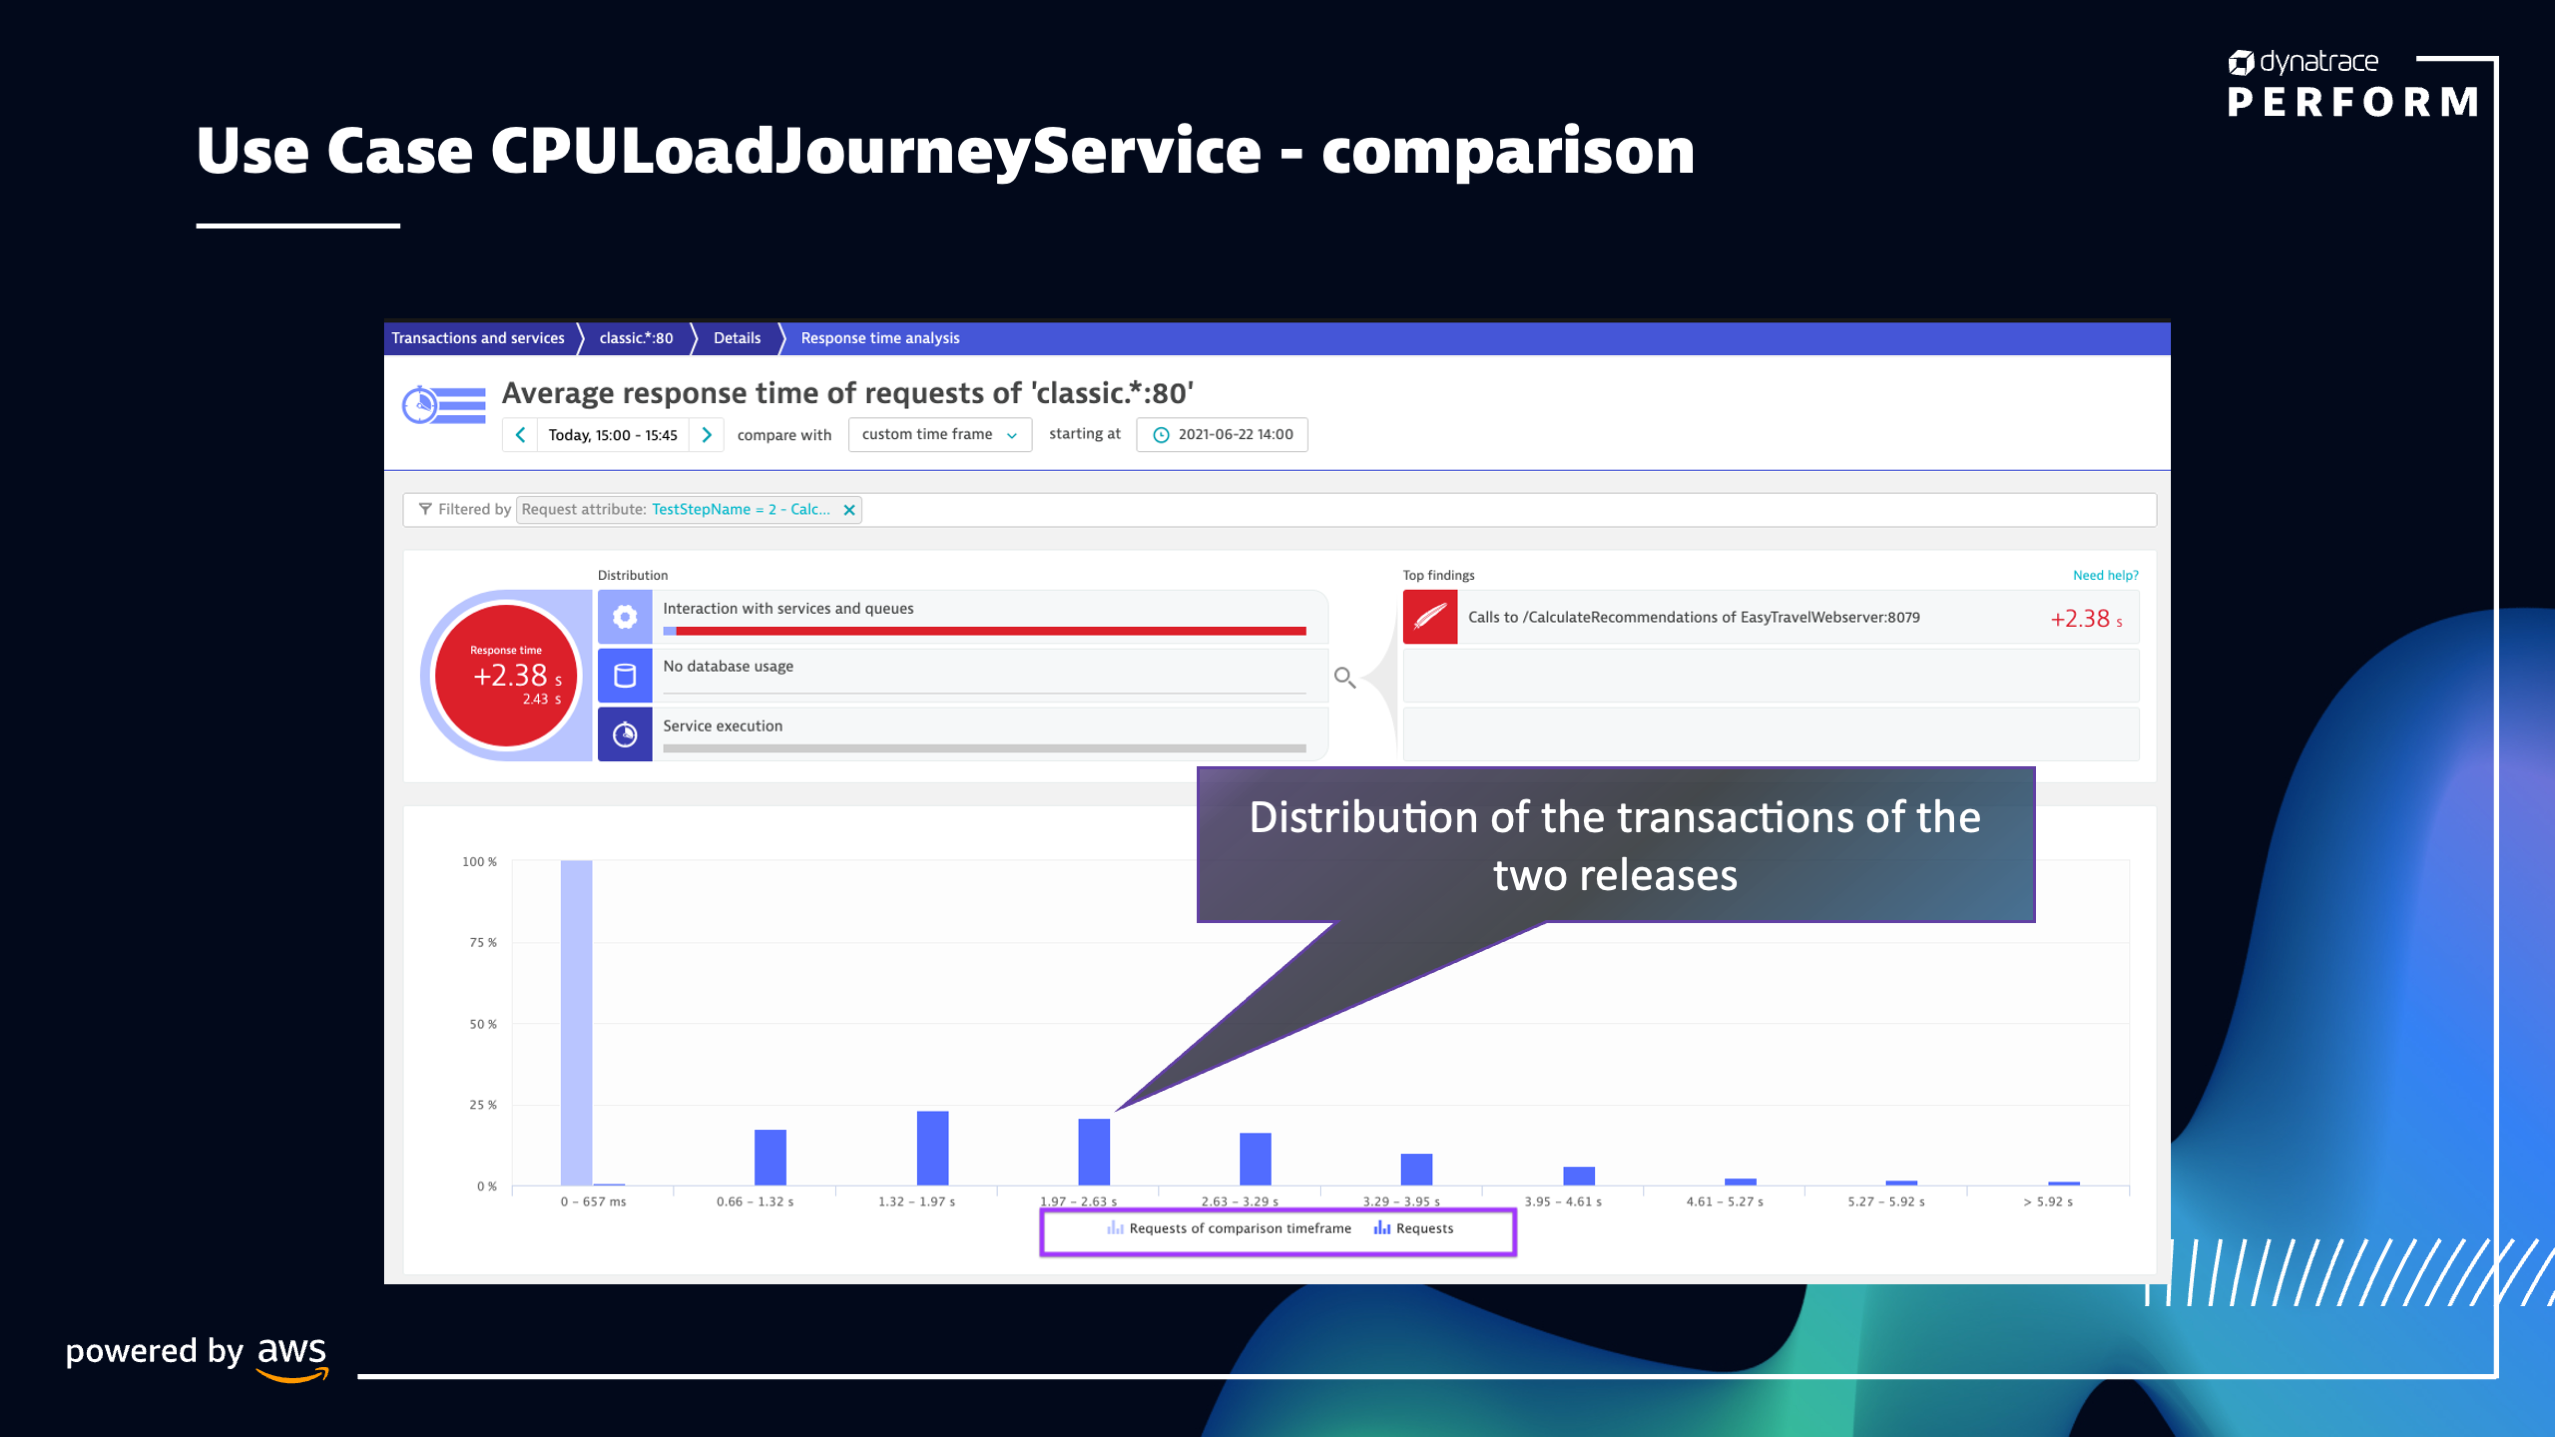 dynatrace
PERFORM
Use Case CPULoadJourneyService - comparison
Transactions and services classic.*:80 Details Response time analysis
Average response time of requests of 'classic.*:80'
Today, 15:00 - 15:45 compare with custom time frame starting at 2021-06-22 14:00
Filtered by Request attribute: TestStepName = 2 - Calc...
Distribution
Top findings
Need help?
Response time
+2.38 s
2.43 s
Interaction with services and queues
No database usage
Service execution
Calls to /CalculateRecommendations of EasyTravelWebserver:8079 +2.38 s
Distribution of the transactions of the
two releases
100 %
75 %
50 %
25 %
0 %
0 – 657 ms 0.66 – 1.32 s 1.32 – 1.97 s 1.97 – 2.63 s 2.63 – 3.29 s 3.29 – 3.95 s 3.95 – 4.61 s 4.61 – 5.27 s 5.27 – 5.92 s > 5.92 s
Requests of comparison timeframe Requests
powered by aws